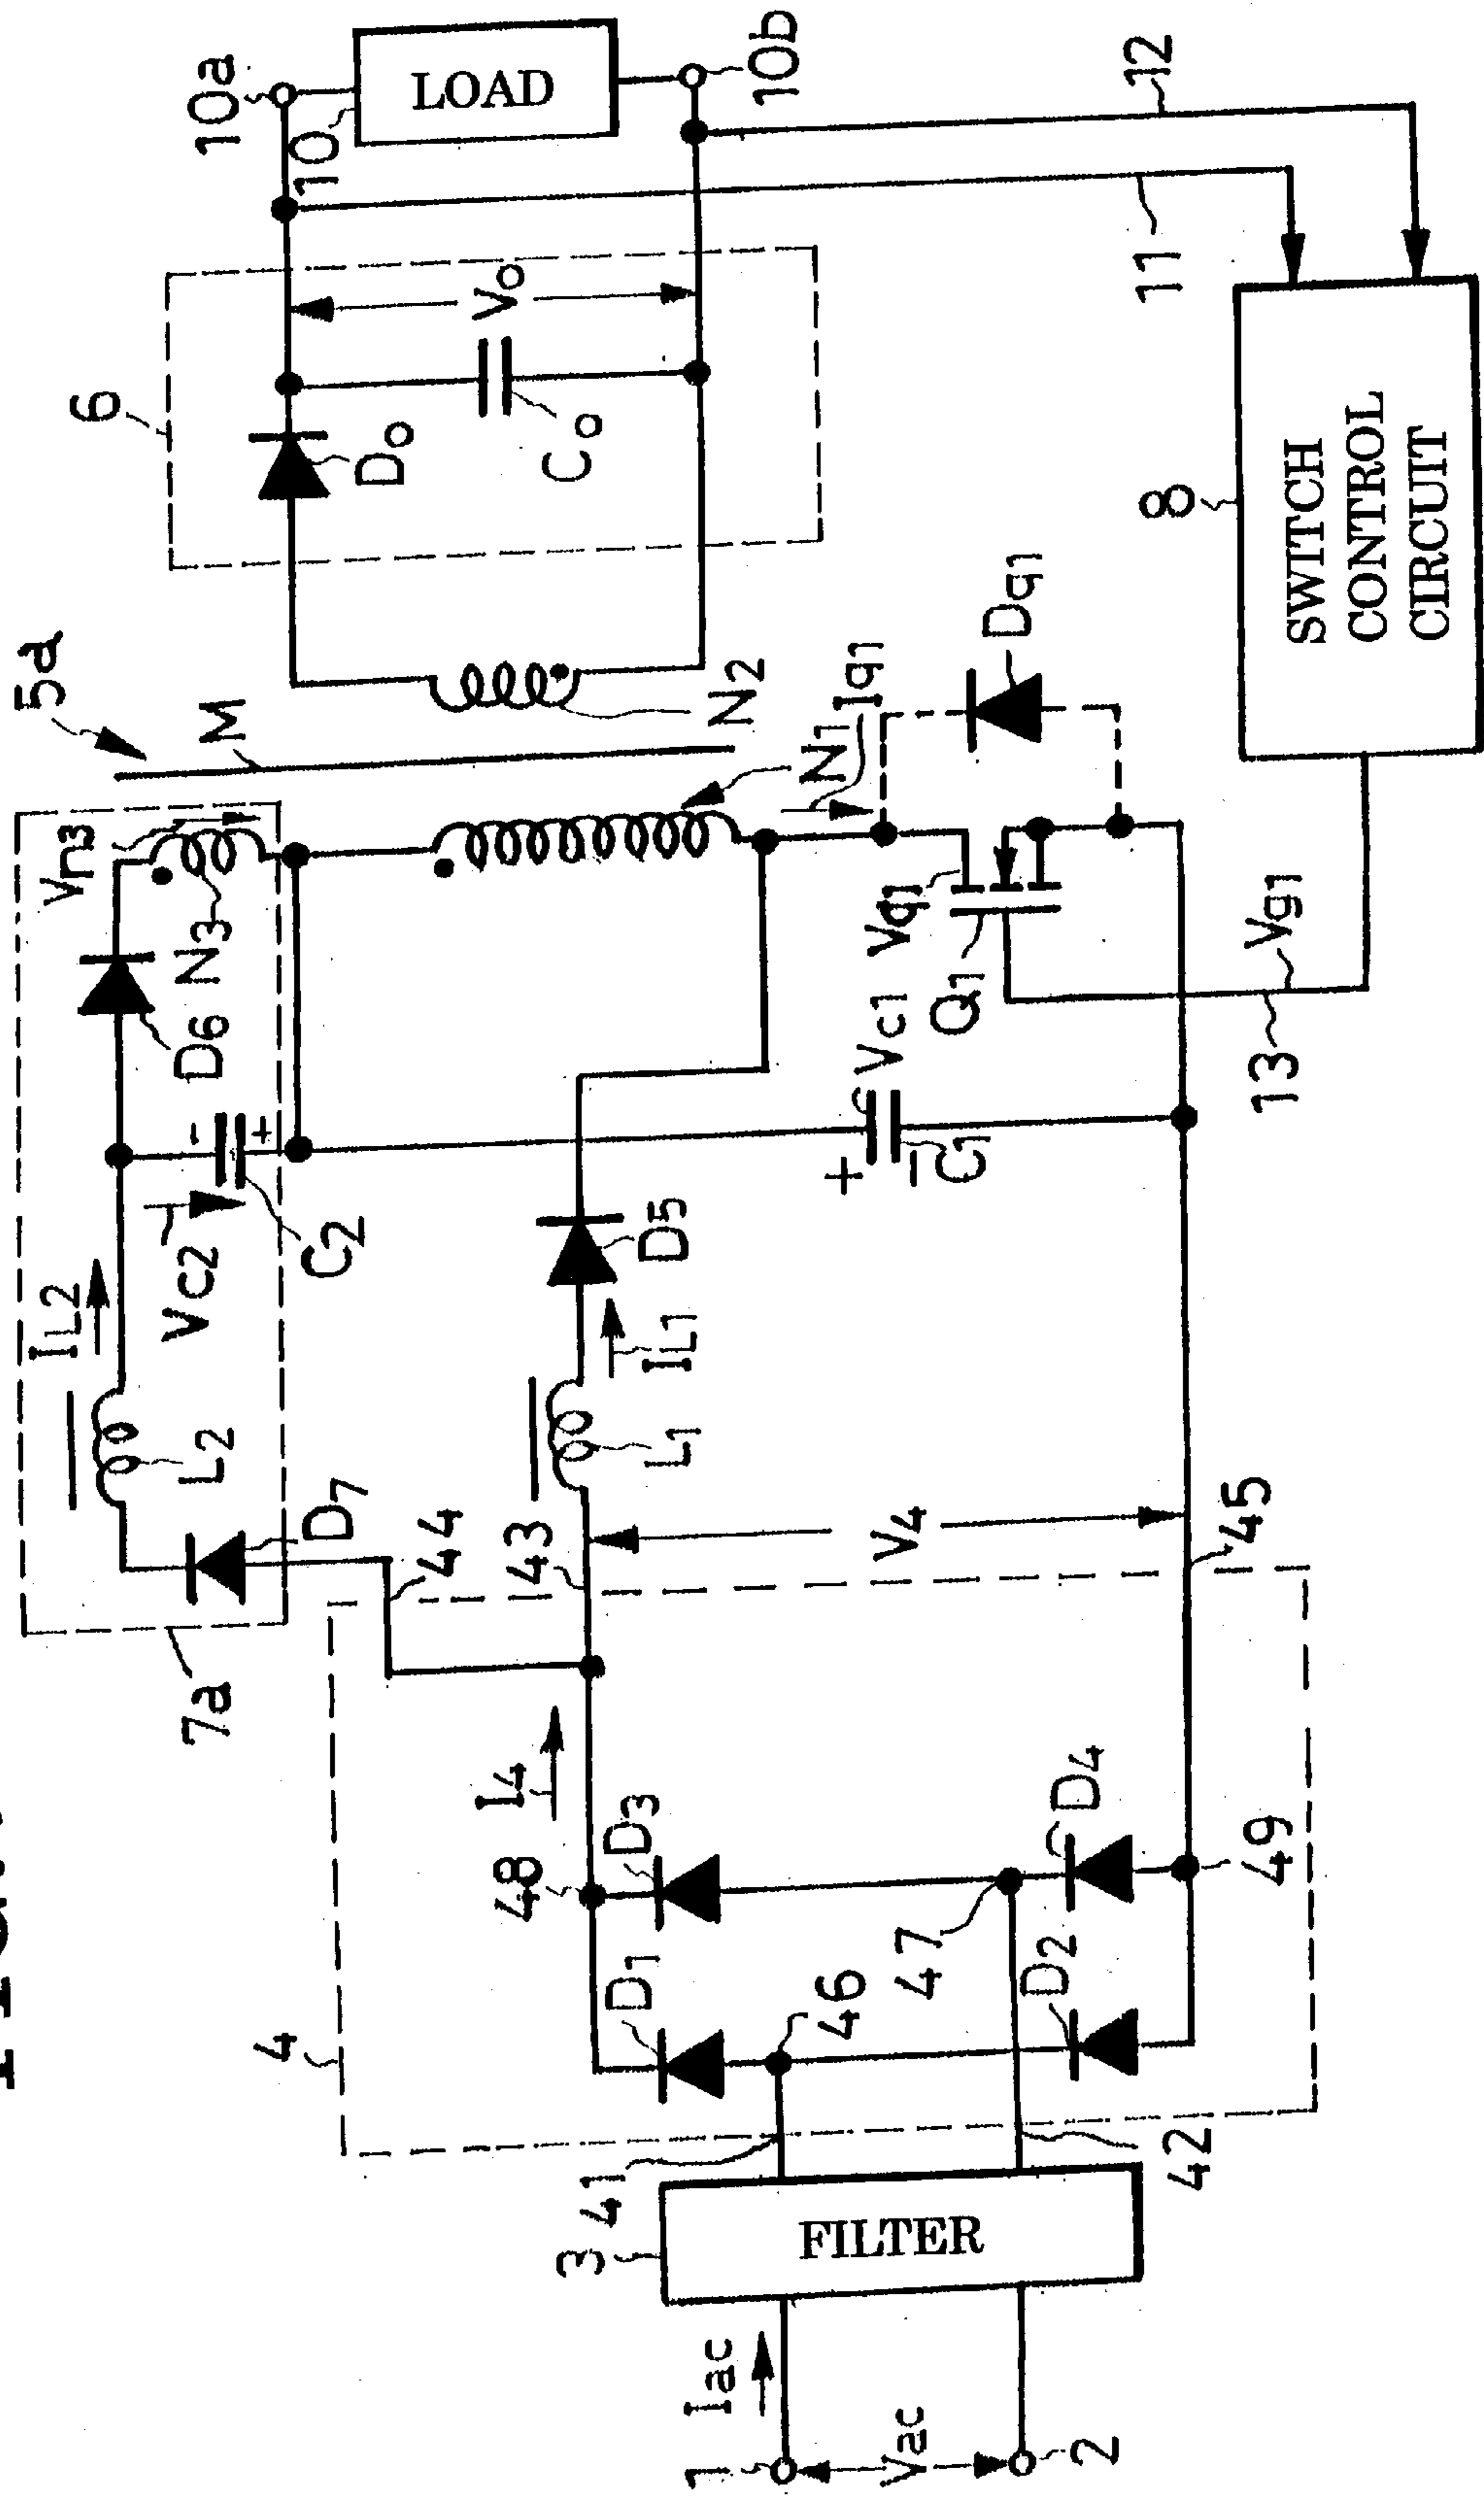 5a
M
Vn3
N3
D6
IL2
L2
Vc2
C2
D7
7a
44
43
L1
IL1
D5
V4
45
C1
Vc1
+
−
-
+
N1
N2
Iq1
Dq1
Vq1
Q1
Vg1
13
6
Do
Co
Vo
10a
10
LOAD
10b
11
12
8
SWITCH
CONTROL
CIRCUIT
4
I4
48
D3
D1
46
47
D2
D4
49
41
42
3
FILTER
Iac
1
Vac
2